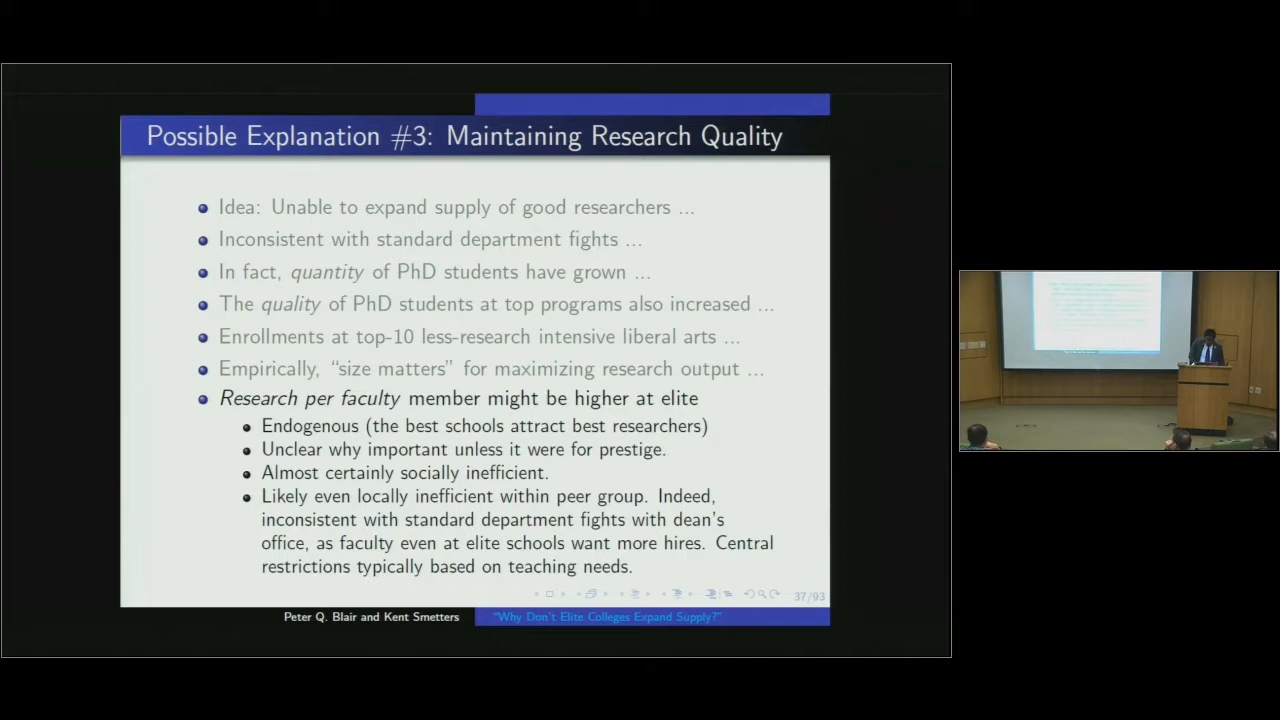 Possible Explanation #3: Maintaining Research Quality
Idea: Unable to expand supply of good researchers ...
Inconsistent with standard department fights ...
In fact, quantity of PhD students have grown ...
The quality of PhD students at top programs also increased ...
Enrollments at top-10 less-research intensive liberal arts ...
Empirically, “size matters” for maximizing research output ...
Research per faculty member might be higher at elite
Endogenous (the best schools attract best researchers)
Unclear why important unless it were for prestige.
Almost certainly socially inefficient.
Likely even locally inefficient within peer group. Indeed,
inconsistent with standard department fights with dean's
office, as faculty even at elite schools want more hires. Central
restrictions typically based on teaching needs.
37/93
Peter Q. Blair and Kent Smetters
"Why Don't Elite Colleges Expand Supply?"